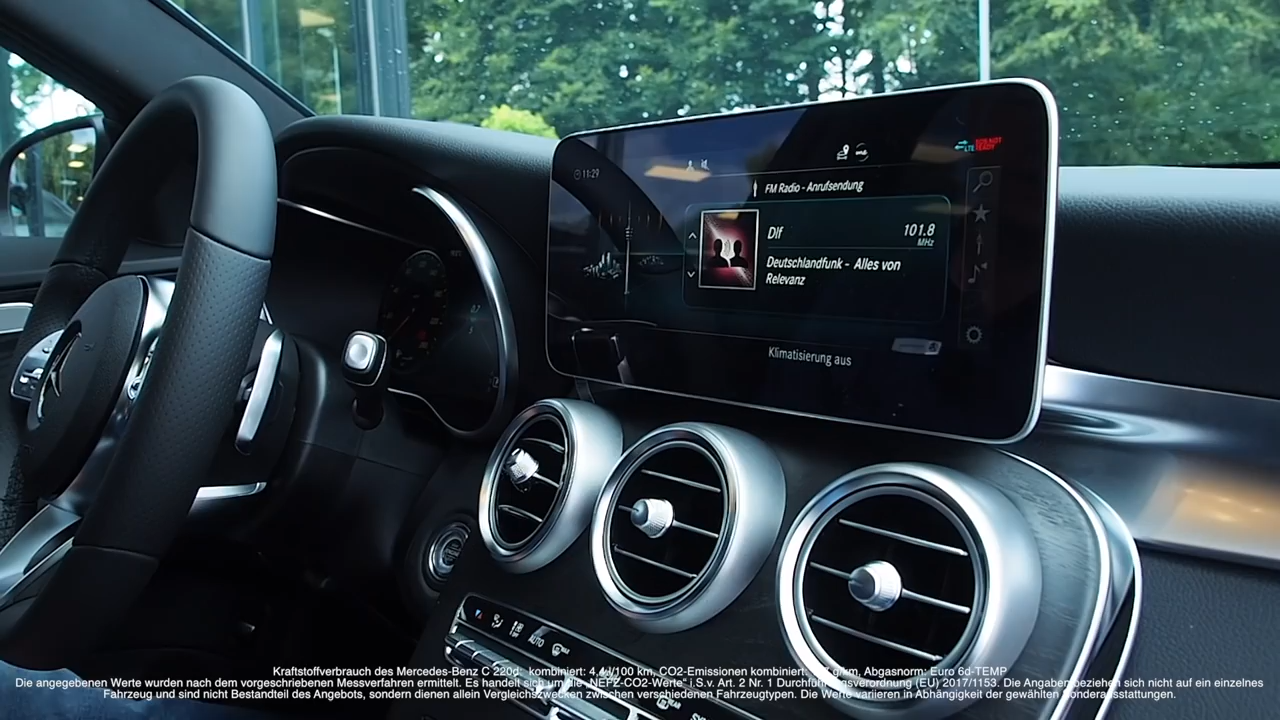 11:29
LTE
FM Radio - Anrufsendung
Dlf
101.8
MHz
Deutschlandfunk - Alles von
Relevanz
Klimatisierung aus
AUTO
Kraftstoffverbrauch des Mercedes-Benz C 220d: kombiniert: 4,4 l/100 km, CO2-Emissionen kombiniert: g/km, Abgasnorm: Euro 6d-TEMP
Die angegebenen Werte wurden nach dem vorgeschriebenen Messverfahren ermittelt. Es handelt sich um die „NEFZ-CO2-Werte“ i.S.v. Art. 2 Nr. 1 Durchführungsverordnung (EU) 2017/1153. Die Angaben beziehen sich nicht auf ein einzelnes
Fahrzeug und sind nicht Bestandteil des Angebots, sondern dienen allein Vergleichszwecken zwischen verschiedenen Fahrzeugtypen. Die Werte variieren in Abhängigkeit der gewählten Sonderausstattungen.